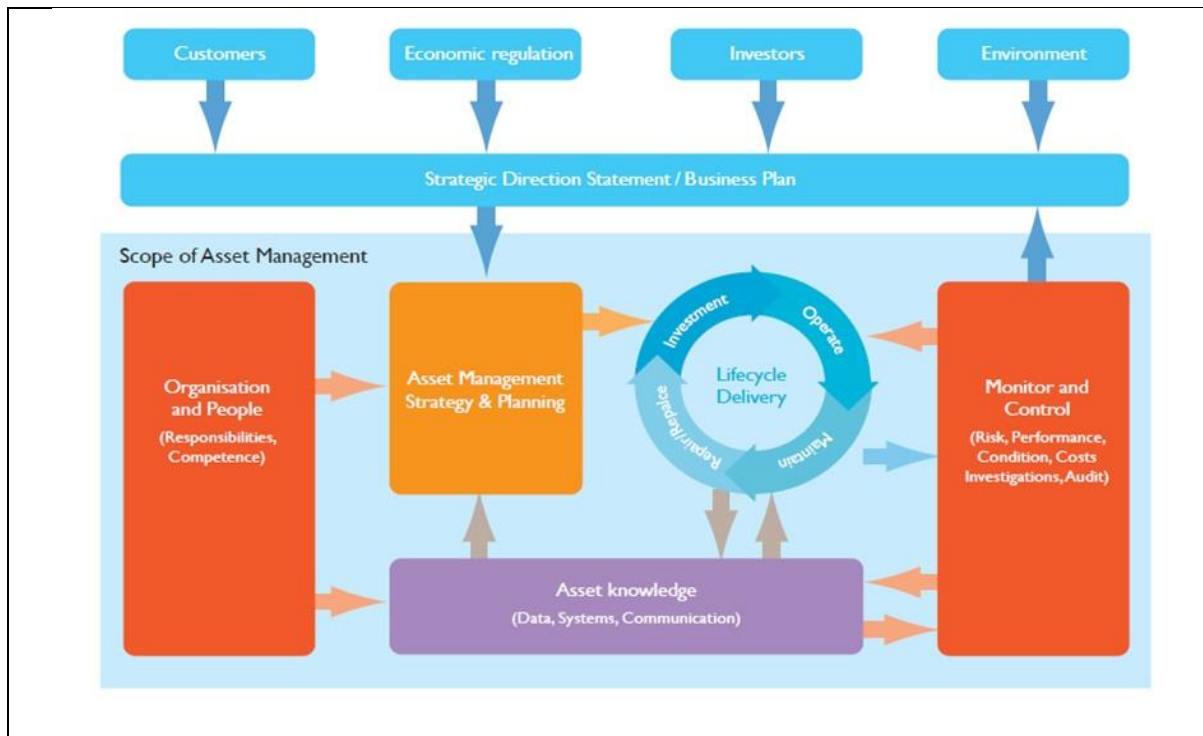 Customers
Economic regulation
Investors
Environment
Strategic Direction Statement / Business Plan
Scope of Asset Management
Organisation
and People
(Responsibilities,
Competence)
Asset Management
Strategy & Planning
Investment
Operate
Maintain
Repair/Repalce
Lifecycle
Delivery
Monitor and
Control
(Risk, Performance,
Condition, Costs
Investigations, Audit)
Asset knowledge
(Data, Systems, Communication)